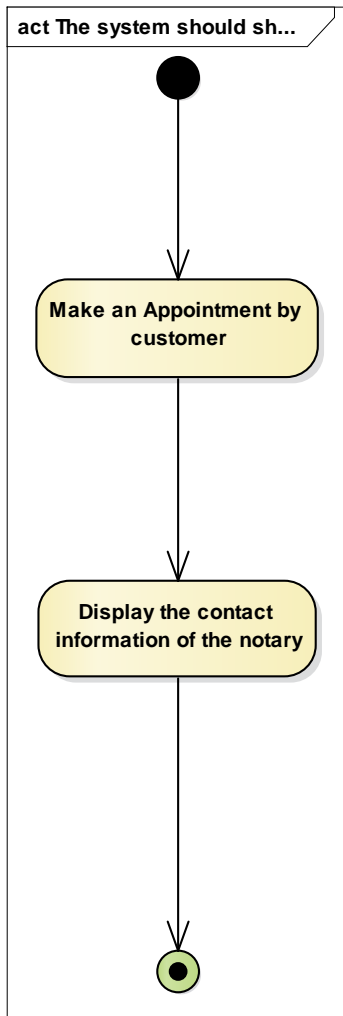 act The system should sh...
Make an Appointment by
customer
Display the contact
information of the notary